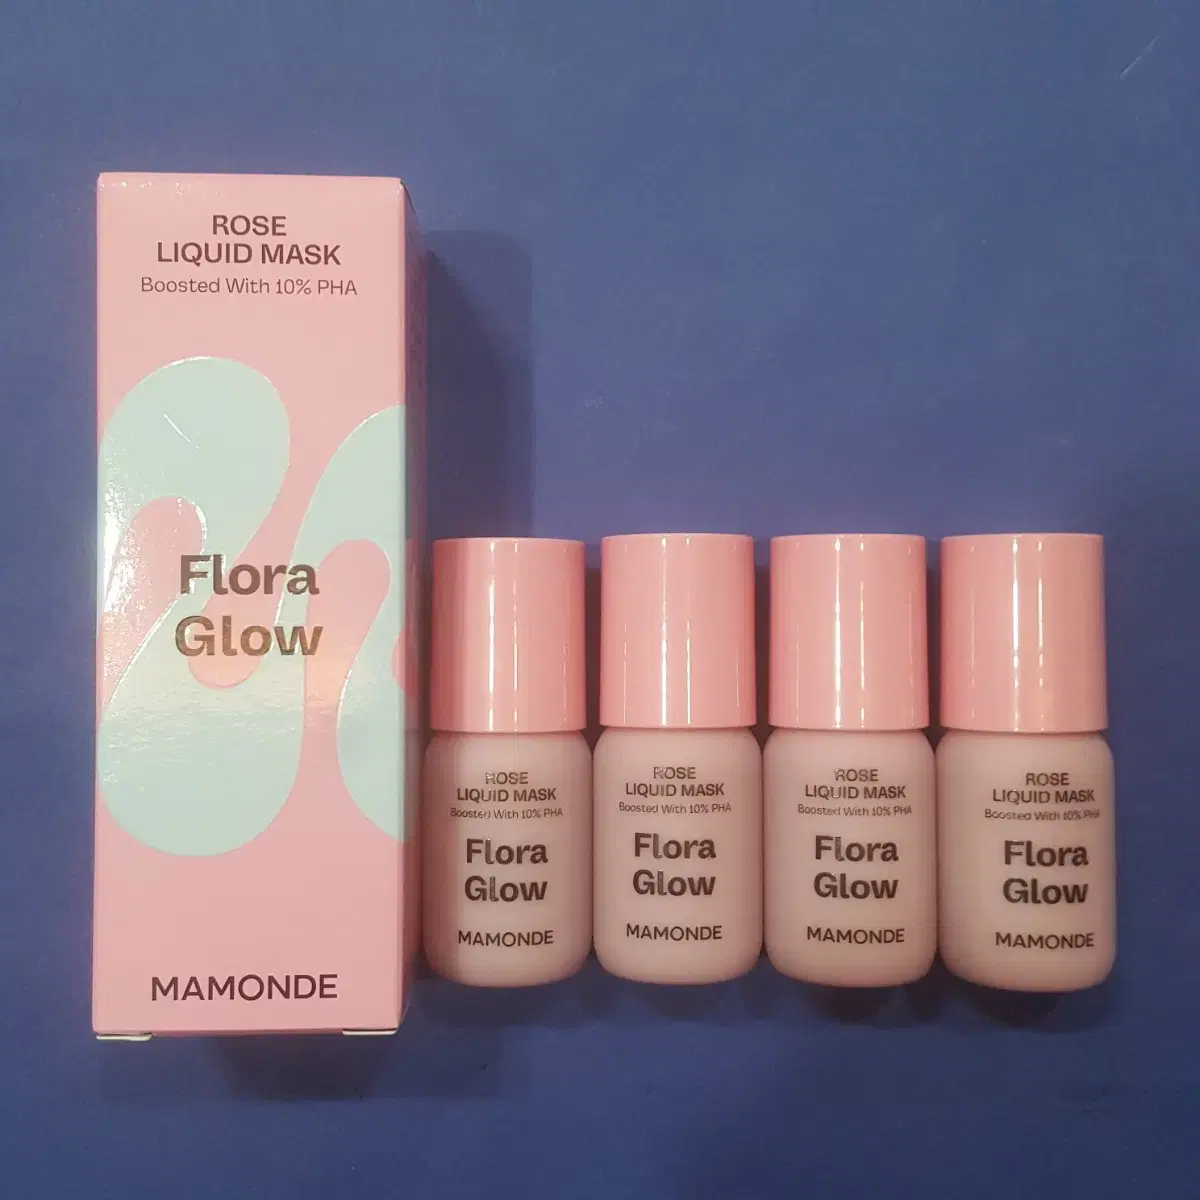 ROSE
LIQUID MASK
Boosted With 10% PHA
Flora
Glow
MAMONDE
ROSE
LIQUID MASK
Boosted With 10% PHA
Flora
Glow
MAMONDE
ROSE
LIQUID MASK
Boosted With 10% PHA
Flora
Glow
MAMONDE
ROSE
LIQUID MASK
Boosted With 10% PHA
Flora
Glow
MAMONDE
ROSE
LIQUID MASK
Boosted With 10% PHA
Flora
Glow
MAMONDE